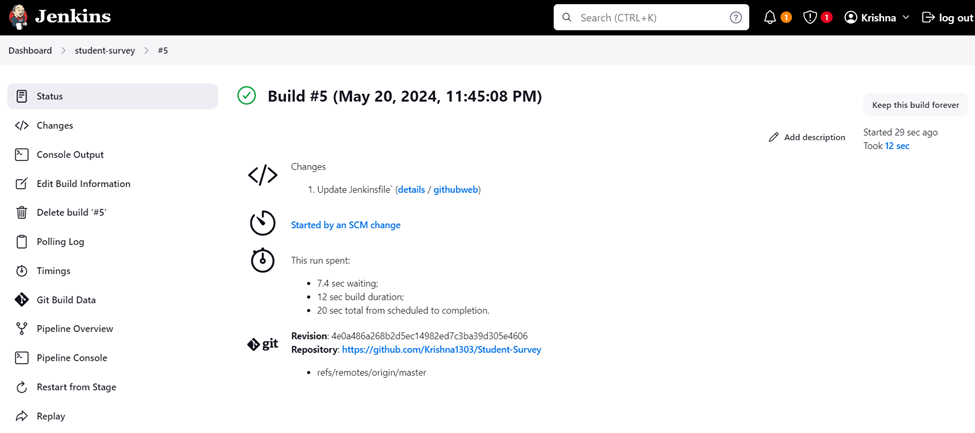 Jenkins
Search (CTRL+K)
?
1
1
Krishna
log out
Dashboard > student-survey > #5
Status
Changes
Console Output
Edit Build Information
Delete build ‘#5’
Polling Log
Timings
Git Build Data
Pipeline Overview
Pipeline Console
Restart from Stage
Replay
Build #5 (May 20, 2024, 11:45:08 PM)
Keep this build forever
Add description
Started 29 sec ago
Took 12 sec
Changes
1. Update Jenkinsfile` (details / githubweb)
Started by an SCM change
This run spent:
• 7.4 sec waiting;
• 12 sec build duration;
• 20 sec total from scheduled to completion.
git
Revision: 4e0a486a268b2d5ec14982ed7c3ba39d305e4606
Repository: https://github.com/Krishna1303/Student-Survey
• refs/remotes/origin/master